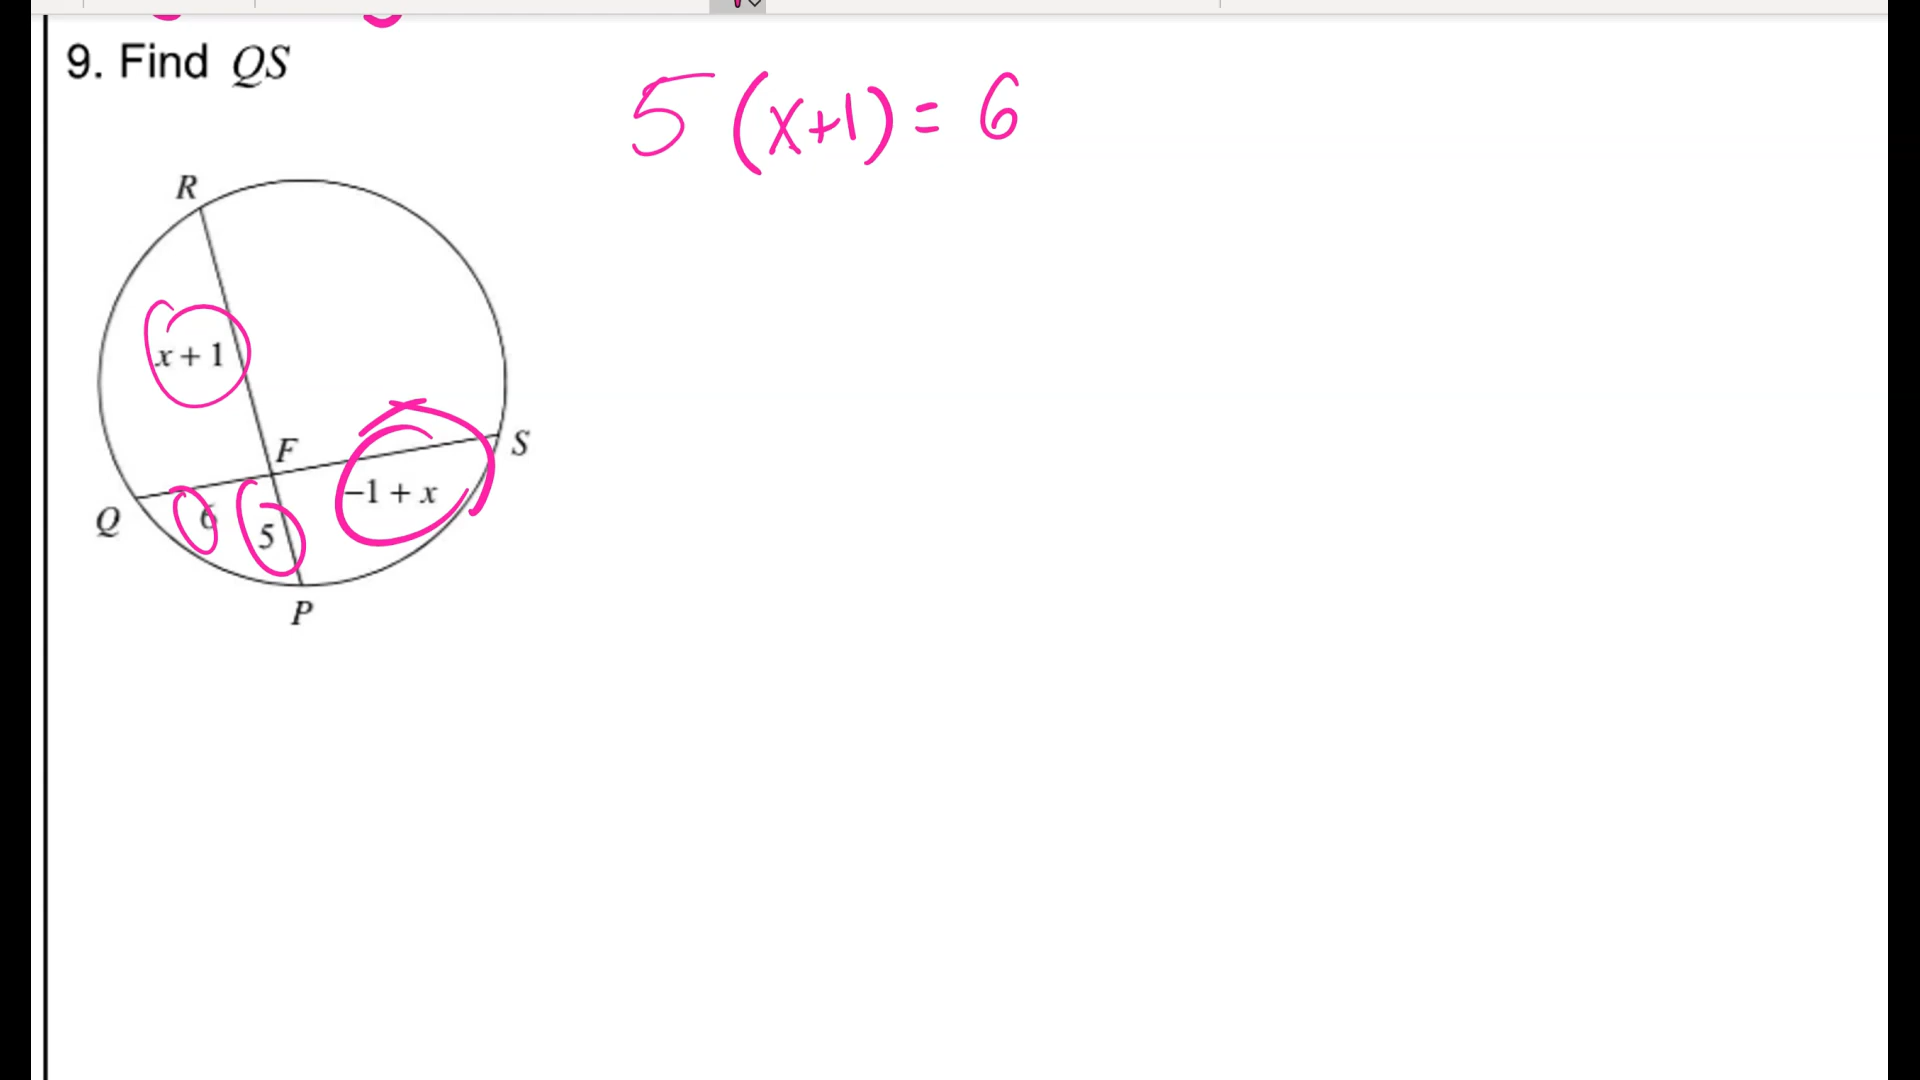 9. Find QS
5 (x+1) = 6
R
x + 1
F
S
−1 + x
Q
6
5
P